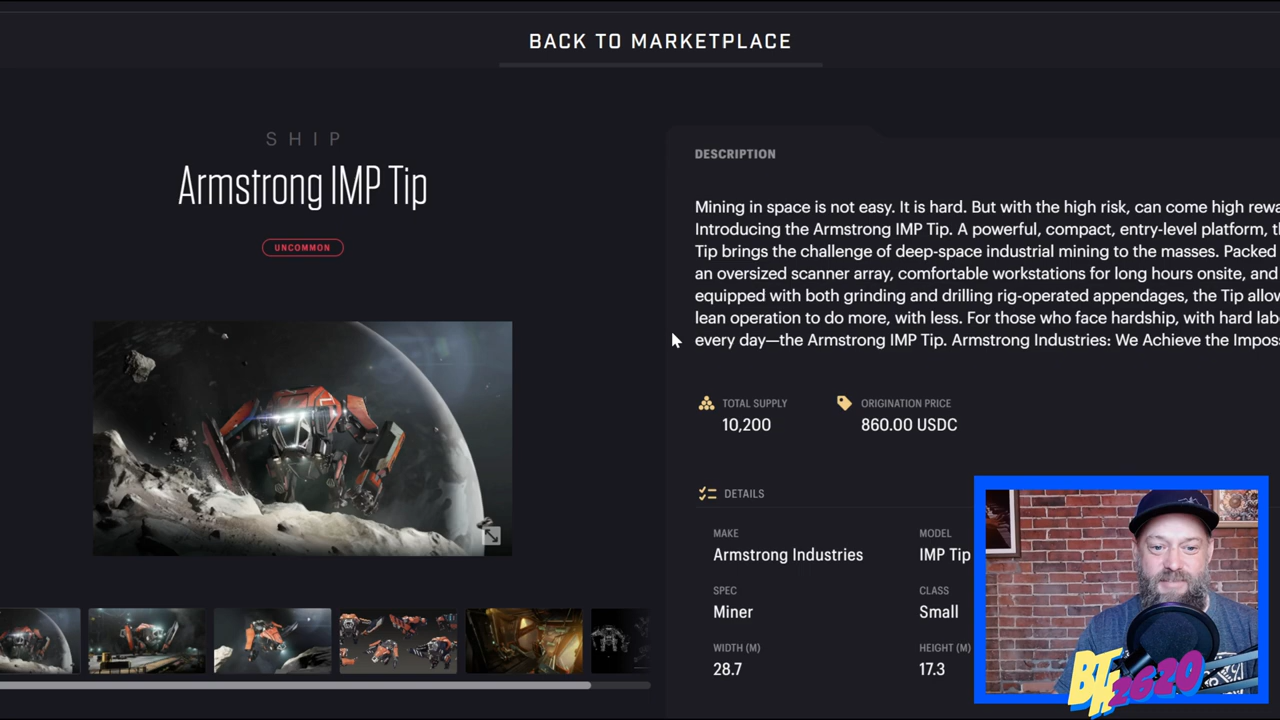 BACK TO MARKETPLACE
SHIP
Armstrong IMP Tip
UNCOMMON
DESCRIPTION
Mining in space is not easy. It is hard. But with the high risk, can come high
Introducing the Armstrong IMP Tip. A powerful, compact, entry-level platform,
Tip brings the challenge of deep-space industrial mining to the masses. Packed
an oversized scanner array, comfortable workstations for long hours onsite, and
equipped with both grinding and drilling rig-operated appendages, the Tip
lean operation to do more, with less. For those who face hardship, with hard
every day—the Armstrong IMP Tip. Armstrong Industries: We Achieve the
TOTAL SUPPLY
10,200
ORIGINATION PRICE
860.00 USDC
DETAILS
MAKE
Armstrong Industries
MODEL
IMP Tip
SPEC
Miner
CLASS
Small
WIDTH (M)
28.7
HEIGHT (M)
17.3
BTH2620